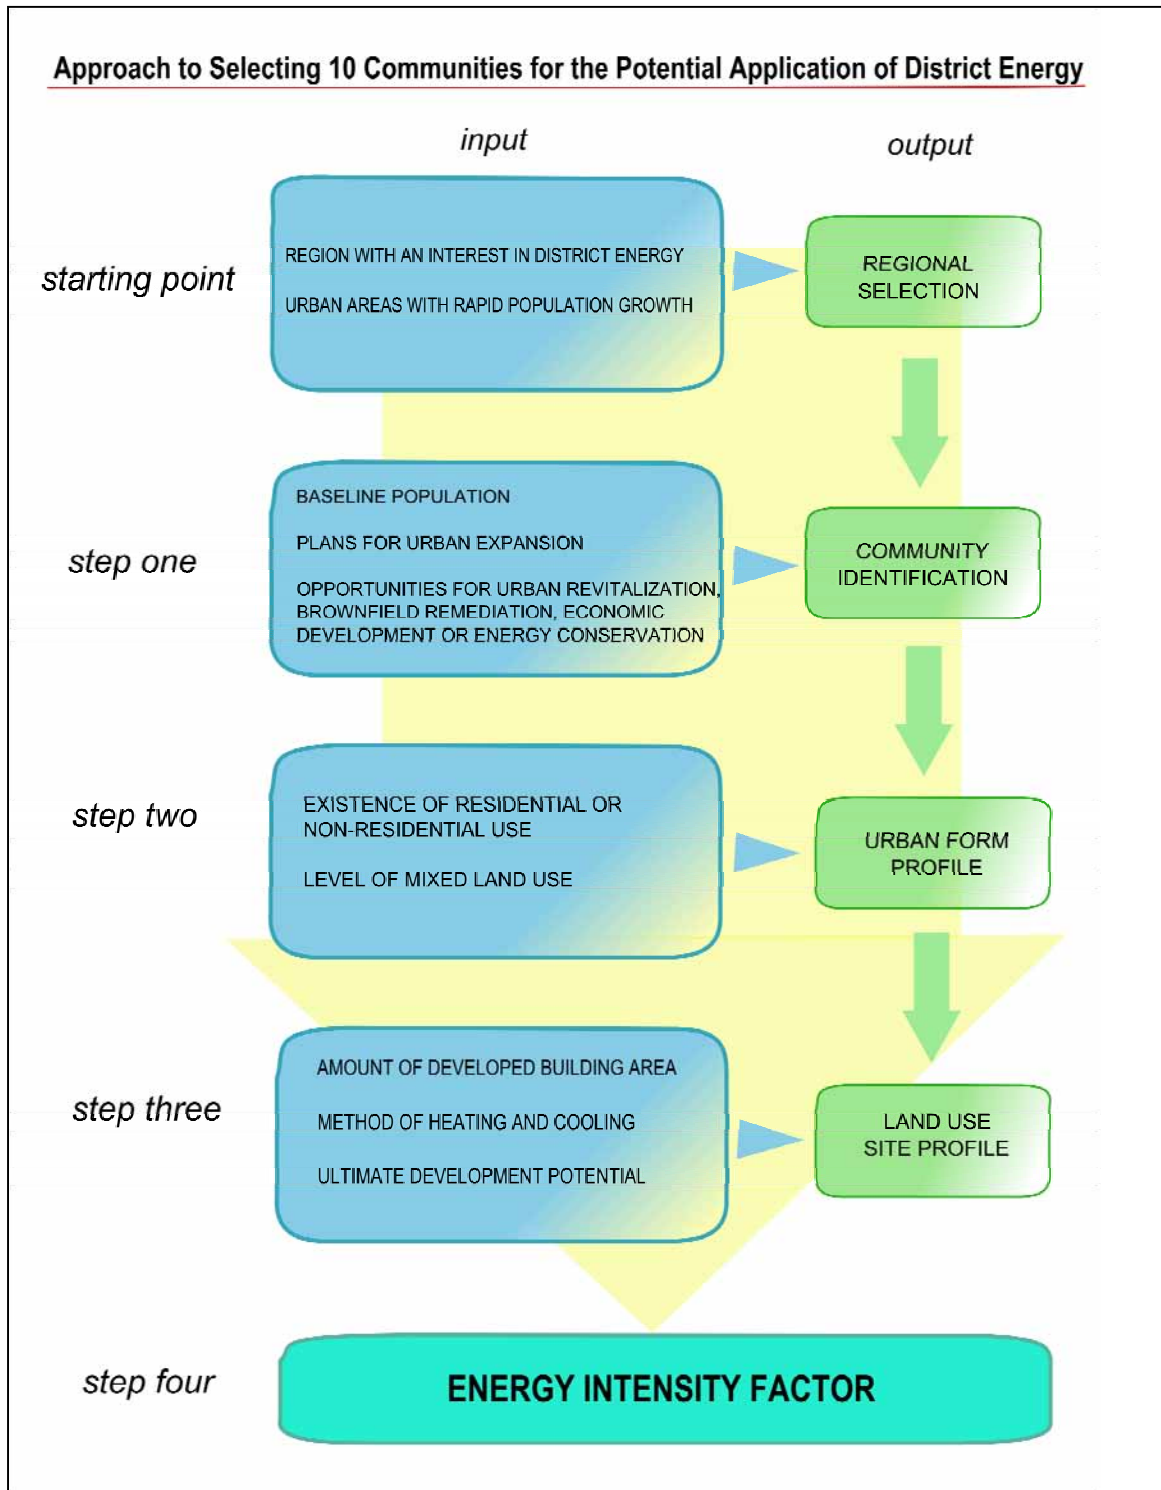 Approach to Selecting 10 Communities for the Potential Application of District Energy
input
output
starting point
REGION WITH AN INTEREST IN DISTRICT ENERGY
URBAN AREAS WITH RAPID POPULATION GROWTH
REGIONAL
SELECTION
step one
BASELINE POPULATION
PLANS FOR URBAN EXPANSION
OPPORTUNITIES FOR URBAN REVITALIZATION,
BROWNFIELD REMEDIATION, ECONOMIC
DEVELOPMENT OR ENERGY CONSERVATION
COMMUNITY
IDENTIFICATION
step two
EXISTENCE OF RESIDENTIAL OR
NON-RESIDENTIAL USE
LEVEL OF MIXED LAND USE
URBAN FORM
PROFILE
step three
AMOUNT OF DEVELOPED BUILDING AREA
METHOD OF HEATING AND COOLING
ULTIMATE DEVELOPMENT POTENTIAL
LAND USE
SITE PROFILE
step four
ENERGY INTENSITY FACTOR